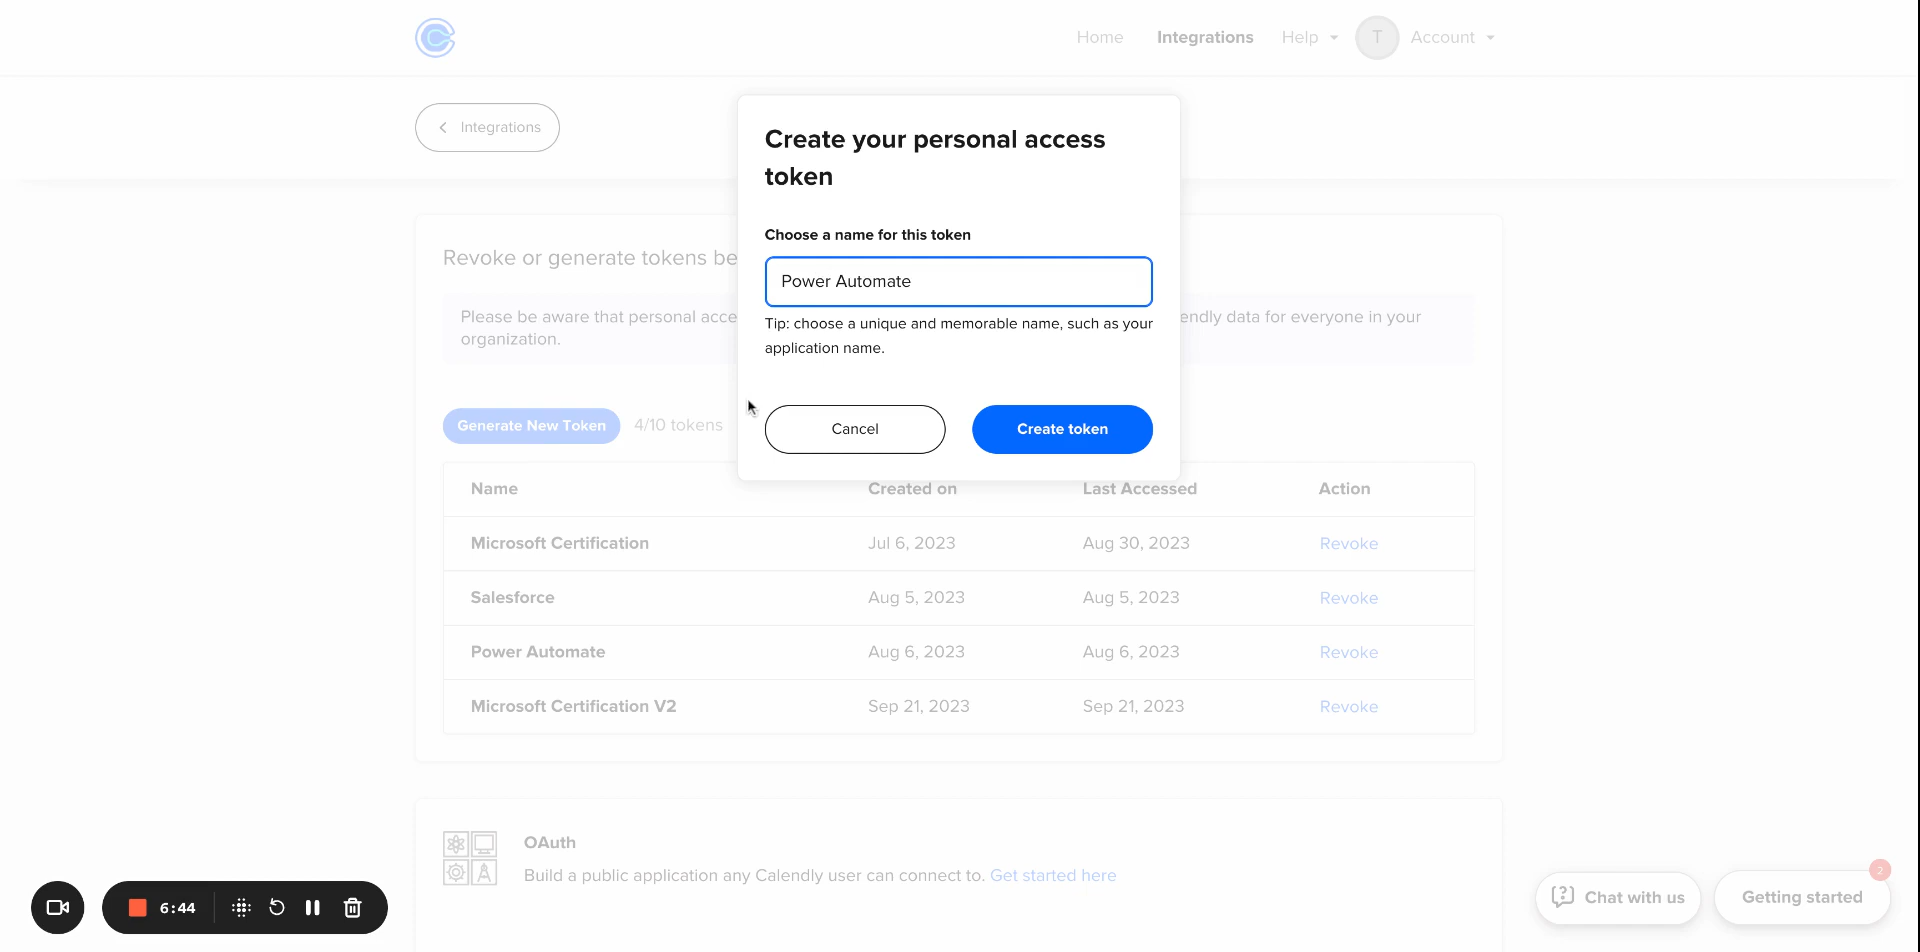 Home Integrations Help T Account
Integrations
Create your personal access
token
Choose a name for this token
Power Automate
Tip: choose a unique and memorable name, such as your
application name.
Cancel Create token
Revoke or generate tokens be
Please be aware that personal acce endly data for everyone in your
organization.
Generate New Token 4/10 tokens
Name Created on Last Accessed Action
Microsoft Certification Jul 6, 2023 Aug 30, 2023 Revoke
Salesforce Aug 5, 2023 Aug 5, 2023 Revoke
Power Automate Aug 6, 2023 Aug 6, 2023 Revoke
Microsoft Certification V2 Sep 21, 2023 Sep 21, 2023 Revoke
OAuth
Build a public application any Calendly user can connect to. Get started here
6:44
Chat with us
2
Getting started